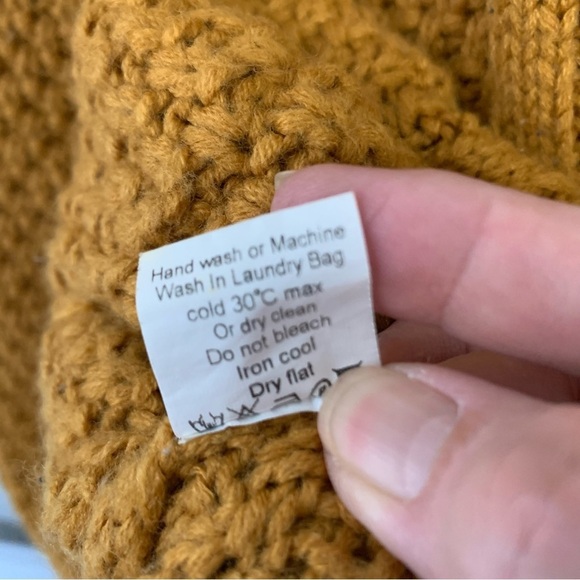 Hand wash or Machine
Wash In Laundry Bag
cold 30°C max
Or dry clean
Do not bleach
Iron cool
Dry flat